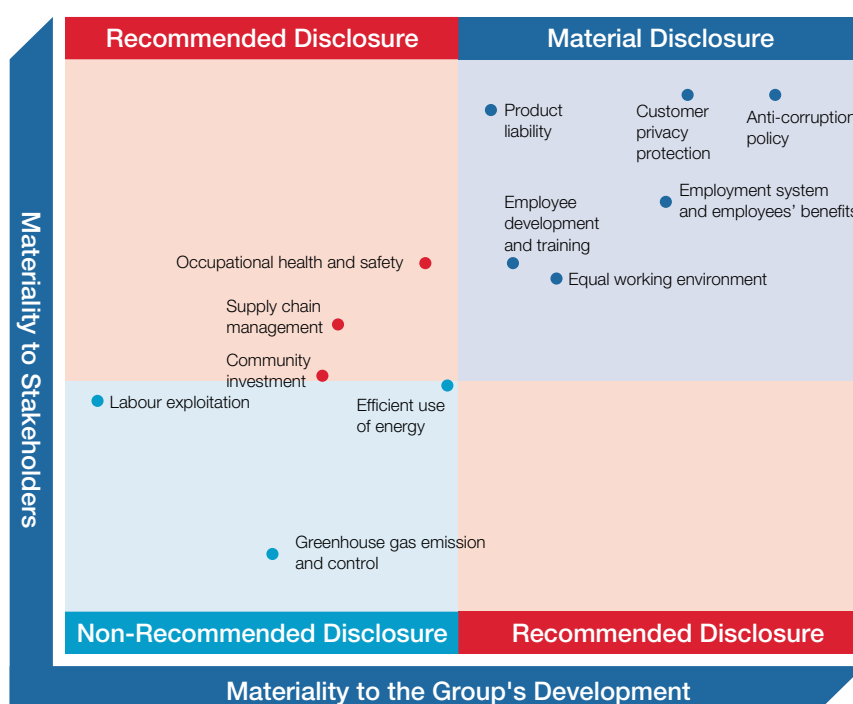 Recommended Disclosure
Material Disclosure
Product
liability
Customer
privacy
protection
Anti-corruption
policy
Employee
development
and training
Employment system
and employees' benefits
Occupational health and safety
Equal working environment
Supply chain
management
Community
investment
Labour exploitation
Efficient use
of energy
Greenhouse gas emission
and control
Non-Recommended Disclosure
Recommended Disclosure
Materiality to Stakeholders
Materiality to the Group's Development